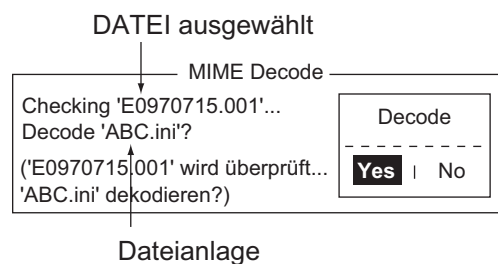 DATEI ausgewählt
MIME Decode
Checking 'E0970715.001'...
Decode 'ABC.ini'?
('E0970715.001' wird überprüft...
'ABC.ini' dekodieren?)
Decode
Yes | No
Dateianlage